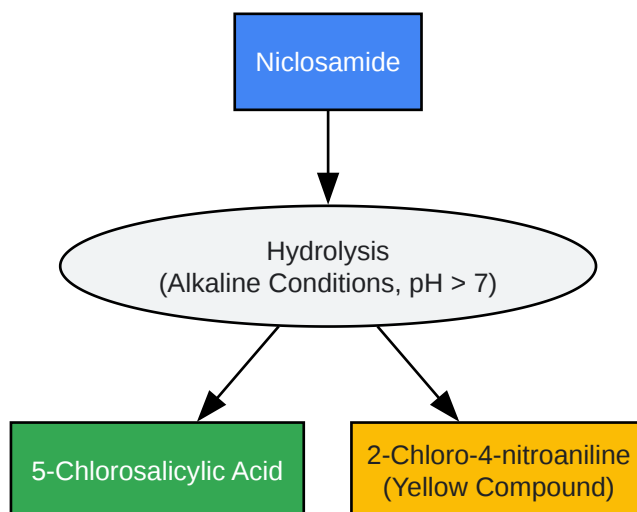 Niclosamide
Hydrolysis
(Alkaline Conditions, pH > 7)
5-Chlorosalicylic Acid
2-Chloro-4-nitroaniline
(Yellow Compound)